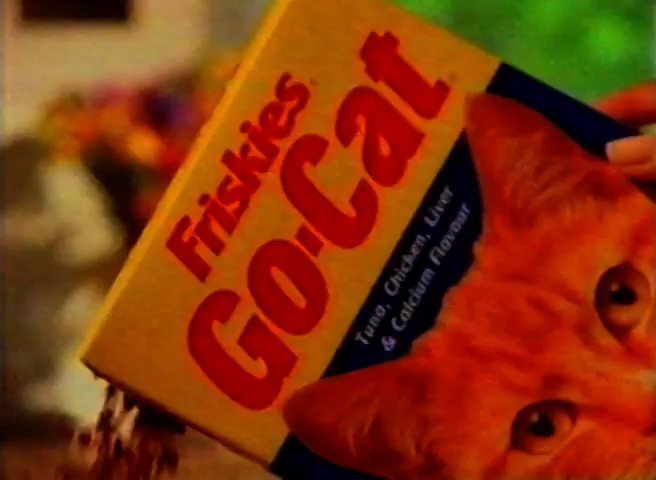 Friskies
Go-Cat
Tuna, Chicken, Liver
& Calcium Flavour